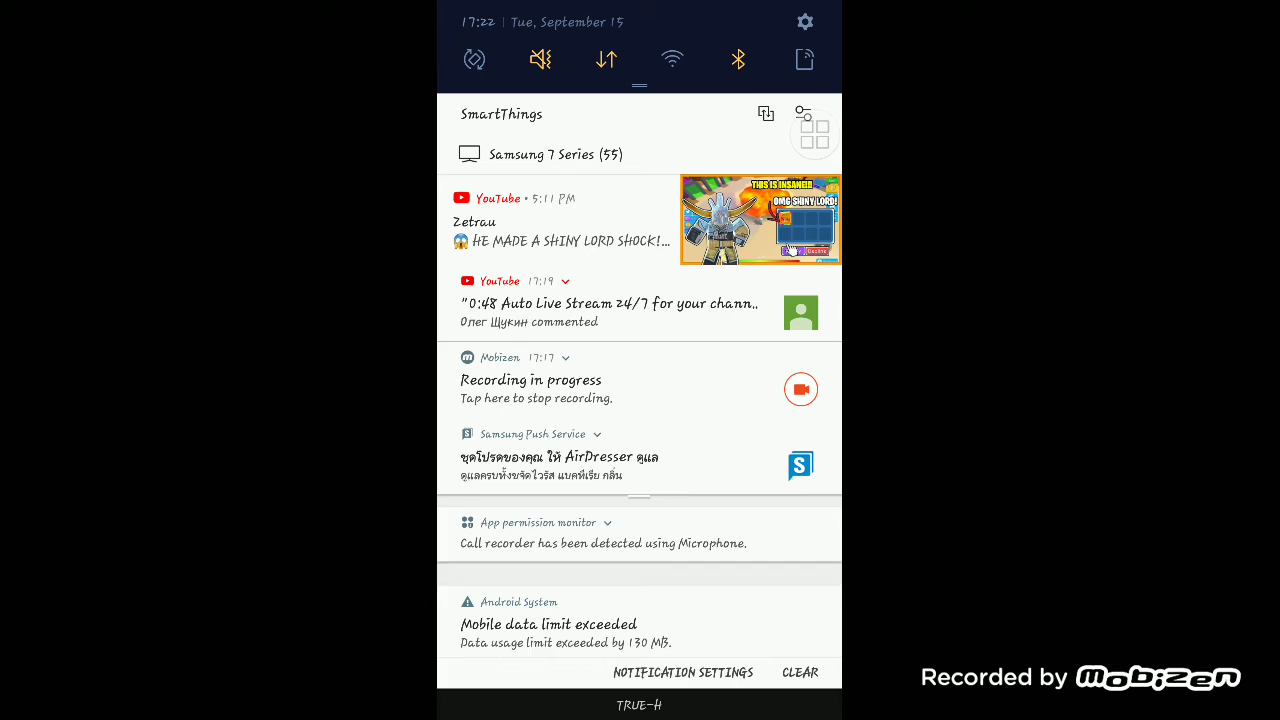 17:22 | Tue, September 15
SmartThings
Samsung 7 Series (55)
YouTube • 5:11 PM
Zetrau
😱 HE MADE A SHINY LORD SHOCK!...
THIS IS INSANE!!
OMG SHINY LORD!
YouTube 17:19
"0:48 Auto Live Stream 24/7 for your chann..
Олег Щукин commented
Mobizen 17:17
Recording in progress
Tap here to stop recording.
Samsung Push Service
ชุดโปรดของคุณ ให้ AirDresser ดูแล
ดูแลครบทั้งขจัดไวรัส แบคทีเรีย กลิ่น
App permission monitor
Call recorder has been detected using Microphone.
Android System
Mobile data limit exceeded
Data usage limit exceeded by 130 MB.
NOTIFICATION SETTINGS CLEAR
TRUE-H
Recorded by mobizen